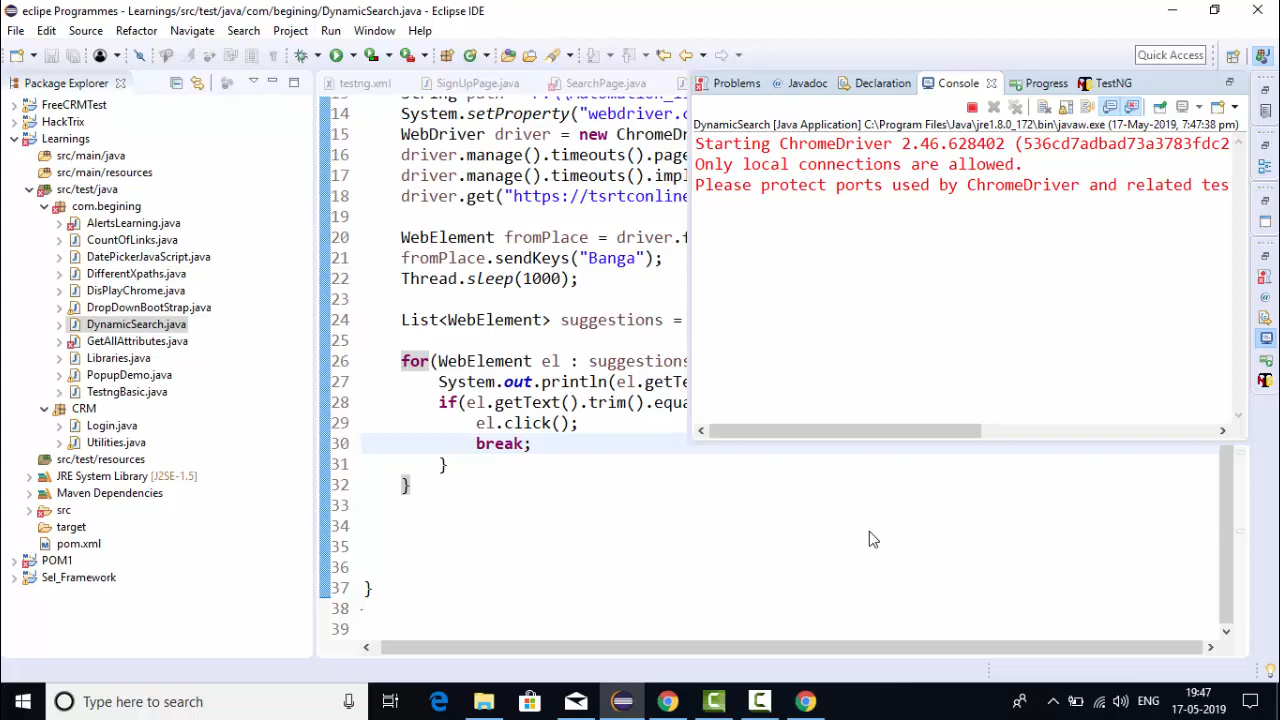 eclipe Programmes - Learnings/src/test/java/com/begining/DynamicSearch.java - Eclipse IDE
File Edit Source Refactor Navigate Search Project Run Window Help
Quick Access
Package Explorer
testng.xml SignUpPage.java SearchPage.java
Problems Javadoc Declaration Console Progress TestNG
FreeCRMTest
HackTrix
Learnings
src/main/java
src/main/resources
src/test/java
com.begining
AlertsLearning.java
CountOfLinks.java
DatePickerJavaScript.java
DifferentXpaths.java
DisPlayChrome.java
DropDownBootStrap.java
DynamicSearch.java
GetAllAttributes.java
Libraries.java
PopupDemo.java
TestngBasic.java
CRM
Login.java
Utilities.java
src/test/resources
JRE System Library [J2SE-1.5]
Maven Dependencies
src
target
pom.xml
POM1
Sel_Framework
14 System.setProperty("webdriver.c
15 WebDriver driver = new ChromeDr
16 driver.manage().timeouts().page
17 driver.manage().timeouts().impl
18 driver.get("https://tsrtconline
19
20 WebElement fromPlace = driver.f
21 fromPlace.sendKeys("Banga");
22 Thread.sleep(1000);
23
24 List<WebElement> suggestions =
25
26 for(WebElement el : suggestions
27 System.out.println(el.getTe
28 if(el.getText().trim().equa
29 el.click();
30 break;
31 }
32 }
33
34
35
36
37 }
38
39
DynamicSearch [Java Application] C:\Program Files\Java\jre1.8.0_172\bin\javaw.exe (17-May-2019, 7:47:38 pm)
Starting ChromeDriver 2.46.628402 (536cd7adbad73a3783fdc2
Only local connections are allowed.
Please protect ports used by ChromeDriver and related tes
Type here to search
ENG
19:47
17-05-2019